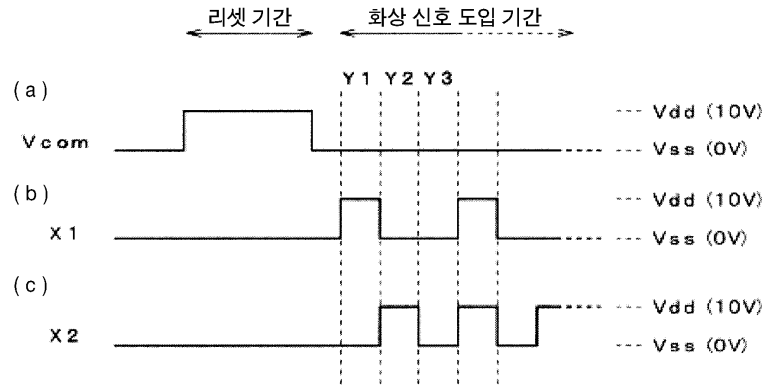 리셋 기간 화상 신호 도입 기간
Y1 Y2 Y3
(a)
Vdd (10V)
Vcom
Vss (0V)
(b)
Vdd (10V)
X1
Vss (0V)
(c)
Vdd (10V)
X2
Vss (0V)